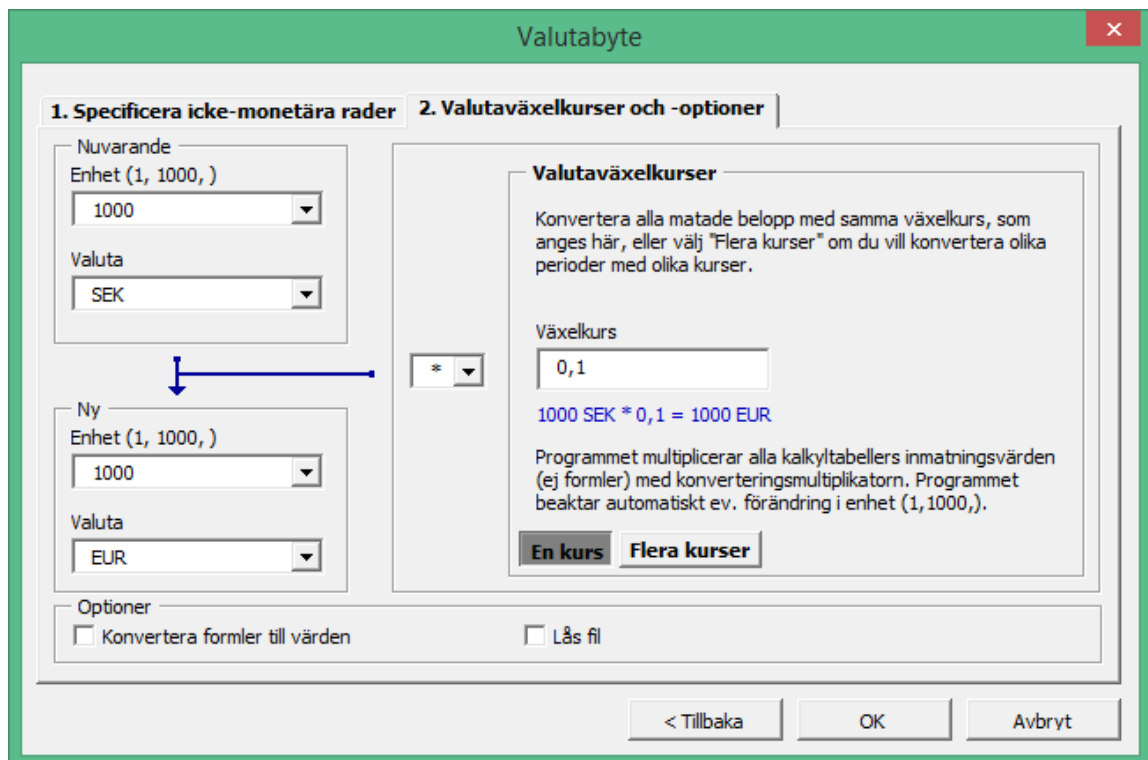 Valutabyte
1. Specificera icke-monetära rader
2. Valutaväxelkurser och -optioner
Nuvarande
Enhet (1, 1000, )
1000
Valuta
SEK
Ny
Enhet (1, 1000, )
1000
Valuta
EUR
*
Valutaväxelkurser
Konvertera alla matade belopp med samma växelkurs, som
anges här, eller välj "Flera kurser" om du vill konvertera olika
perioder med olika kurser.
Växelkurs
0,1
1000 SEK * 0,1 = 1000 EUR
Programmet multiplicerar alla kalkyltabellers inmatningsvärden
(ej formler) med konverteringsmultiplikatorn. Programmet
beaktar automatiskt ev. förändring i enhet (1,1000,).
En kurs
Flera kurser
Optioner
Konvertera formler till värden
Lås fil
< Tillbaka
OK
Avbryt